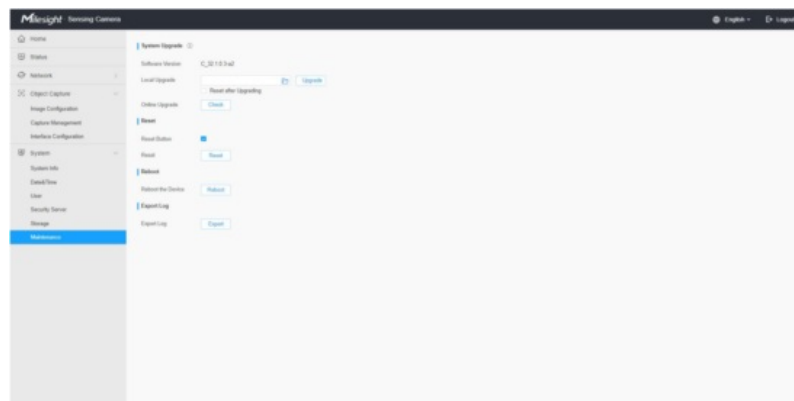 Milesight Sensing Camera
English
Logout
Home
Status
Network
Object Capture
Image Configuration
Capture Management
Interface Configuration
System
System Info
Date&Time
User
Security Server
Storage
Maintenance
System Upgrade
Software Version
Local Upgrade
Upgrade
Reset after Upgrading
Online Upgrade
Check
Reset
Reset Button
Reset
Reset
Reboot
Reboot the Device
Reboot
Export Log
Export Log
Export